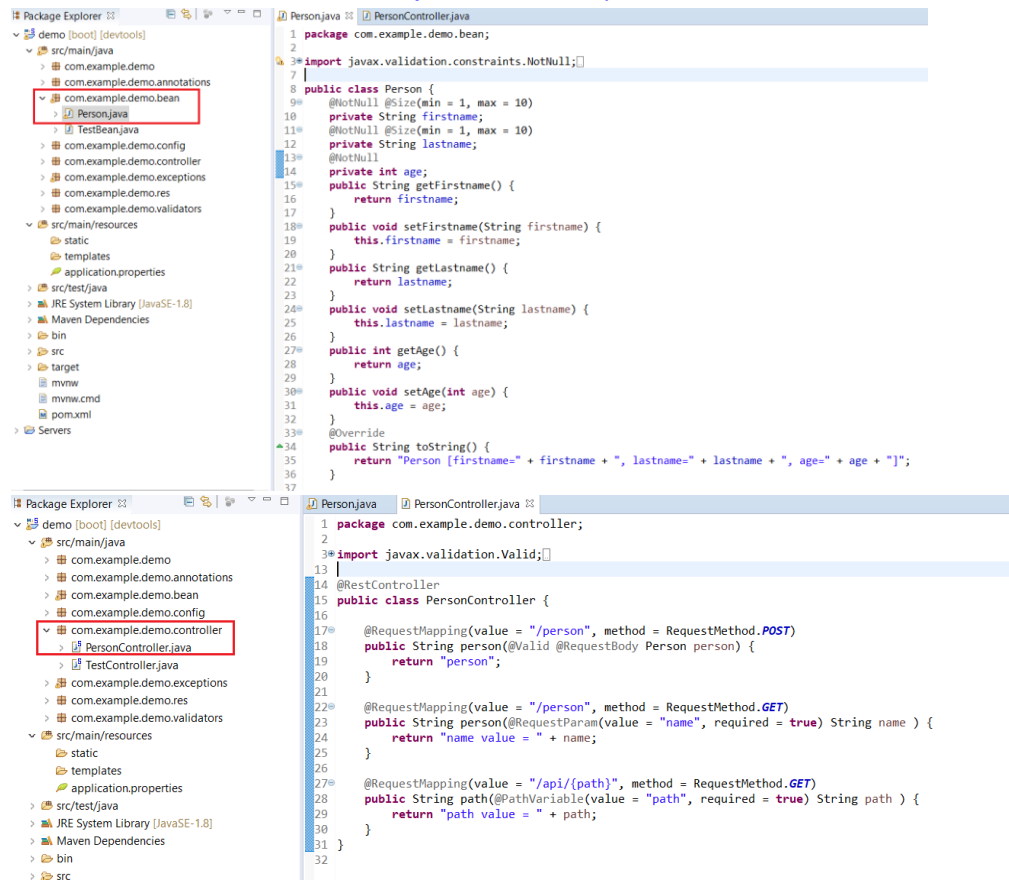 Package Explorer
demo [boot] [devtools]
src/main/java
com.example.demo
com.example.demo.annotations
com.example.demo.bean
Person.java
TestBean.java
com.example.demo.config
com.example.demo.controller
com.example.demo.exceptions
com.example.demo.res
com.example.demo.validators
src/main/resources
static
templates
application.properties
src/test/java
JRE System Library [JavaSE-1.8]
Maven Dependencies
bin
src
target
mvnw
mvnw.cmd
pom.xml
Servers
Person.java PersonController.java
1 package com.example.demo.bean;
2
3 import javax.validation.constraints.NotNull;
7
8 public class Person {
9 @NotNull @Size(min = 1, max = 10)
10 private String firstname;
11 @NotNull @Size(min = 1, max = 10)
12 private String lastname;
13 @NotNull
14 private int age;
15 public String getFirstname() {
16 return firstname;
17 }
18 public void setFirstname(String firstname) {
19 this.firstname = firstname;
20 }
21 public String getLastname() {
22 return lastname;
23 }
24 public void setLastname(String lastname) {
25 this.lastname = lastname;
26 }
27 public int getAge() {
28 return age;
29 }
30 public void setAge(int age) {
31 this.age = age;
32 }
33 @Override
34 public String toString() {
35 return "Person [firstname=" + firstname + ", lastname=" + lastname + ", age=" + age + "]";
36 }
37
Package Explorer
demo [boot] [devtools]
src/main/java
com.example.demo
com.example.demo.annotations
com.example.demo.bean
com.example.demo.config
com.example.demo.controller
PersonController.java
TestController.java
com.example.demo.exceptions
com.example.demo.res
com.example.demo.validators
src/main/resources
static
templates
application.properties
src/test/java
JRE System Library [JavaSE-1.8]
Maven Dependencies
bin
src
Person.java PersonController.java
1 package com.example.demo.controller;
2
3 import javax.validation.Valid;
13
14 @RestController
15 public class PersonController {
16
17 @RequestMapping(value = "/person", method = RequestMethod.POST)
18 public String person(@Valid @RequestBody Person person) {
19 return "person";
20 }
21
22 @RequestMapping(value = "/person", method = RequestMethod.GET)
23 public String person(@RequestParam(value = "name", required = true) String name ) {
24 return "name value = " + name;
25 }
26
27 @RequestMapping(value = "/api/{path}", method = RequestMethod.GET)
28 public String path(@PathVariable(value = "path", required = true) String path ) {
29 return "path value = " + path;
30 }
31 }
32